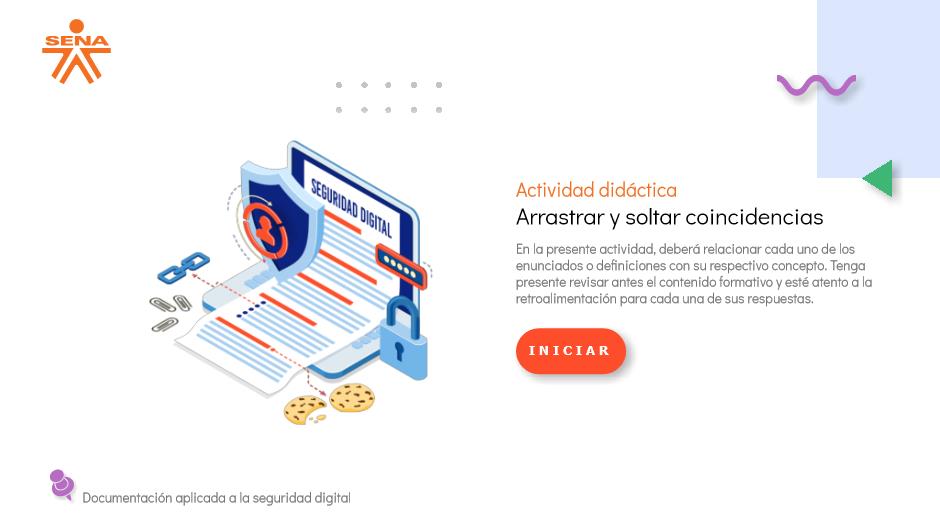 SENA
SEGURIDAD DIGITAL
Actividad didáctica
Arrastrar y soltar coincidencias
En la presente actividad, deberá relacionar cada uno de los
enunciados o definiciones con su respectivo concepto. Tenga
presente revisar antes el contenido formativo y esté atento a la
retroalimentación para cada una de sus respuestas.
INICIAR
Documentación aplicada a la seguridad digital